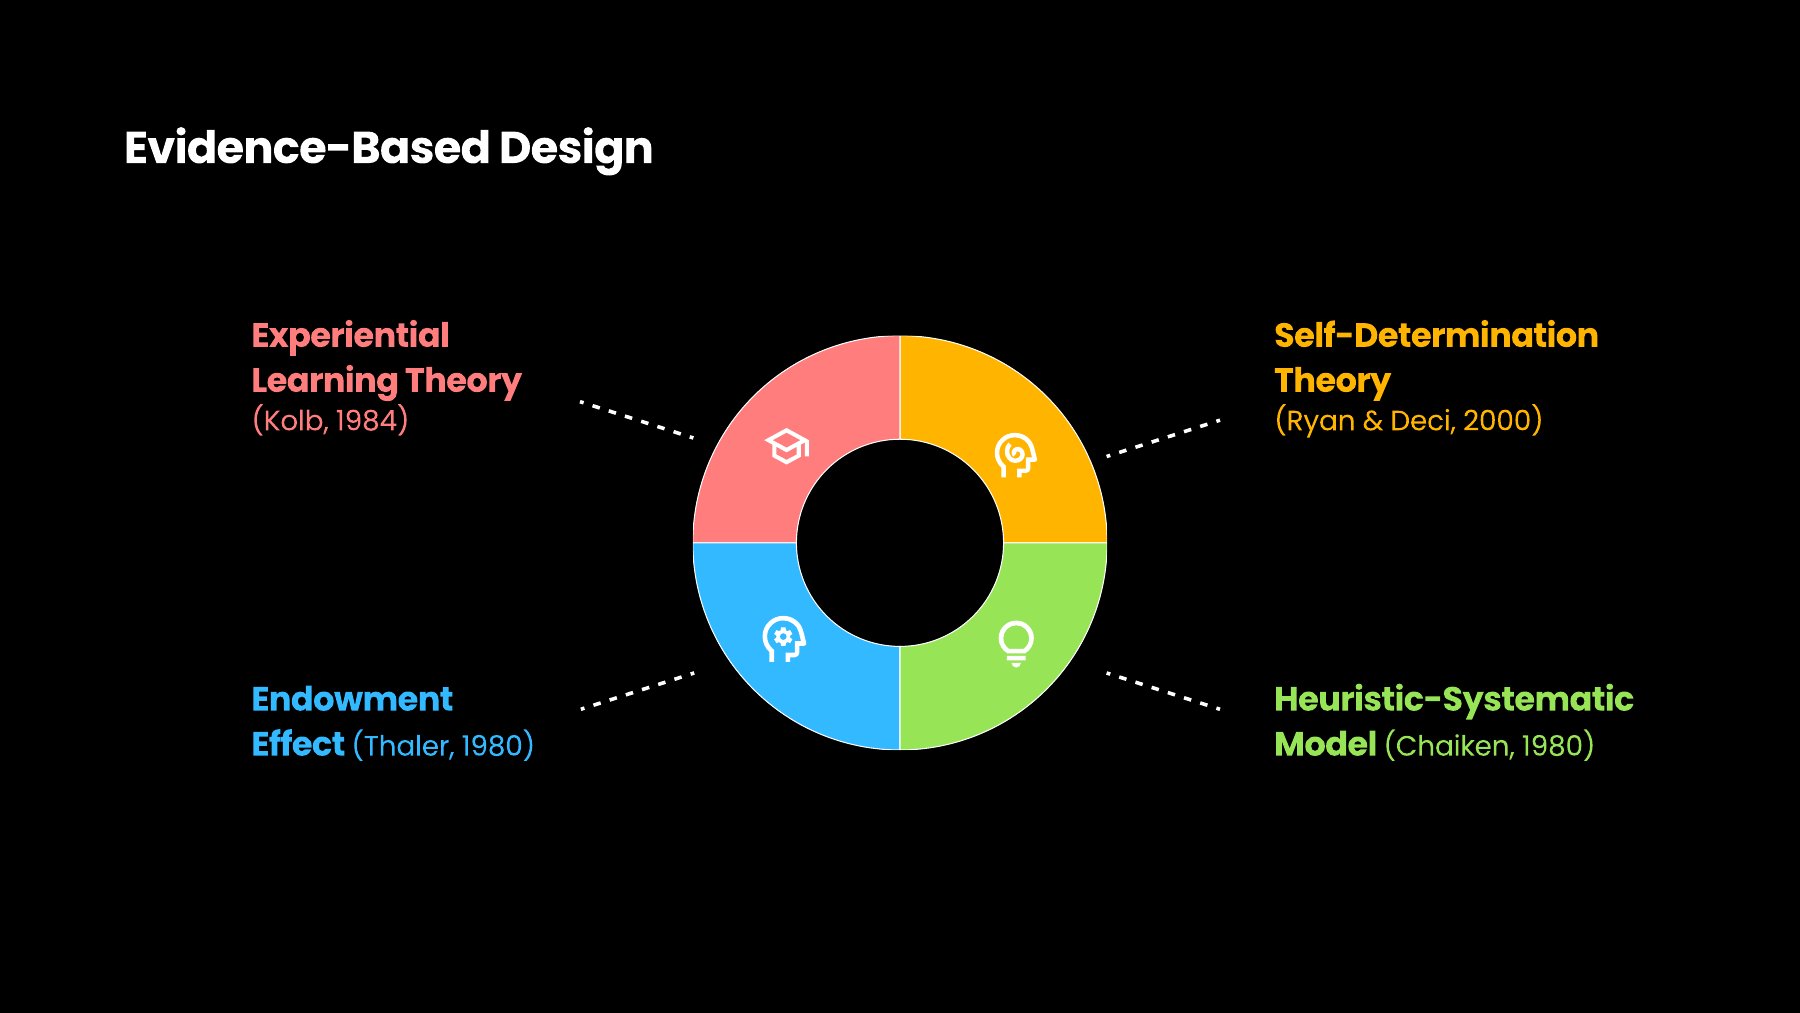 Evidence-Based Design
Experiential
Learning Theory
(Kolb, 1984)
Self-Determination
Theory
(Ryan & Deci, 2000)
Endowment
Effect (Thaler, 1980)
Heuristic-Systematic
Model (Chaiken, 1980)